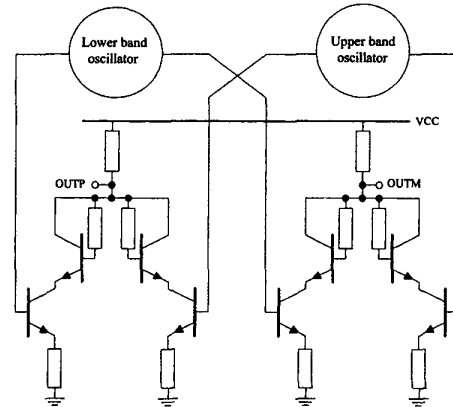 Lower band
oscillator
Upper band
oscillator
VCC
OUTP
OUTM